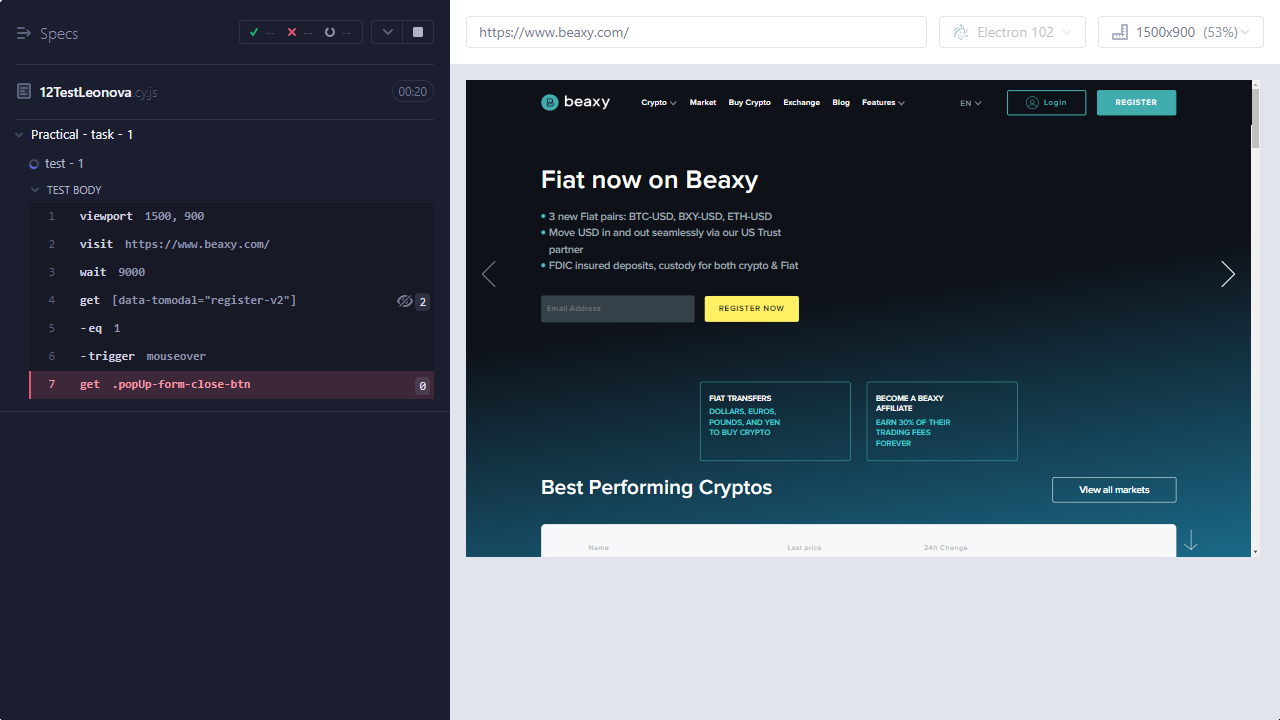 Specs
-- -- --
12TestLeonova.cy.js 00:20
Practical - task - 1
test - 1
TEST BODY
1 viewport 1500, 900
2 visit https://www.beaxy.com/
3 wait 9000
4 get [data-tomodal="register-v2"] 2
5 -eq 1
6 -trigger mouseover
7 get .popUp-form-close-btn 0
https://www.beaxy.com/ Electron 102 1500x900 (53%)
beaxy Crypto Market Buy Crypto Exchange Blog Features EN Login REGISTER
Fiat now on Beaxy
• 3 new Fiat pairs: BTC-USD, BXY-USD, ETH-USD
• Move USD in and out seamlessly via our US Trust
partner
• FDIC insured deposits, custody for both crypto & Fiat
Email Address REGISTER NOW
FIAT TRANSFERS
DOLLARS, EUROS,
POUNDS, AND YEN
TO BUY CRYPTO
BECOME A BEAXY
AFFILIATE
EARN 30% OF THEIR
TRADING FEES
FOREVER
Best Performing Cryptos View all markets
Name Last price 24h Change